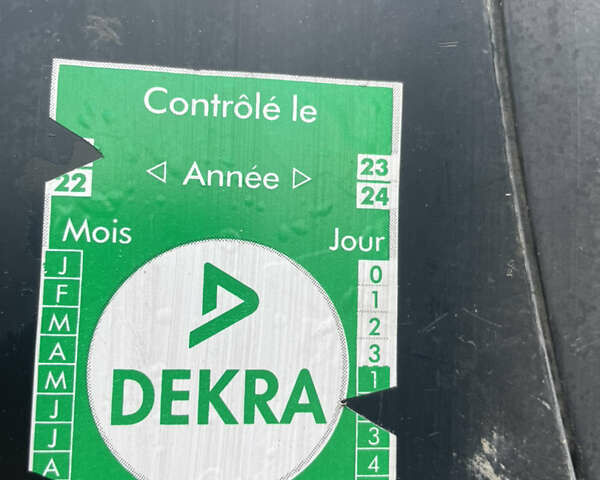 Contrôlé le
22
◁ Année ▷
23
24
Mois
Jour
J
F
M
A
M
J
J
A
0
1
2
3
1
3
4
DEKRA